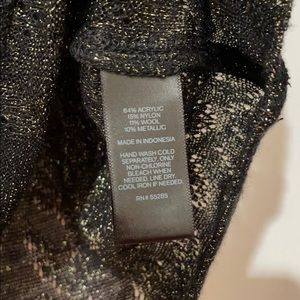 64% ACRYLIC
15% NYLON
11% WOOL
10% METALLIC
MADE IN INDONESIA
HAND WASH COLD
SEPARATELY. ONLY
NON-CHLORINE
BLEACH WHEN
NEEDED. LINE DRY.
COOL IRON IF NEEDED
RN# 55285